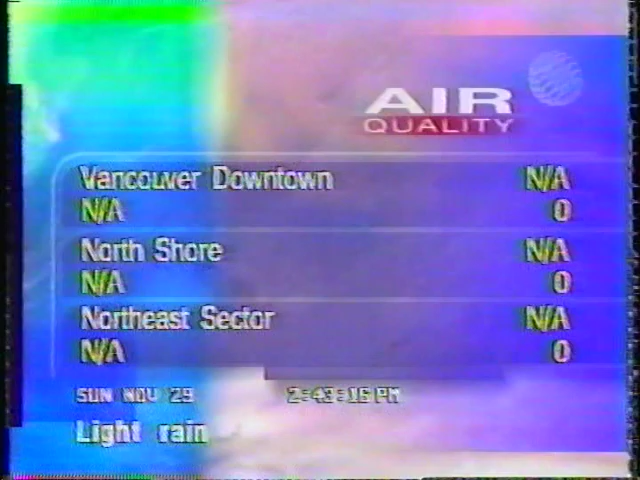 AIR
QUALITY
Vancouver Downtown N/A
N/A 0
North Shore N/A
N/A 0
Northeast Sector N/A
N/A 0
SUN NOV 29 2:43:16 PM
Light rain